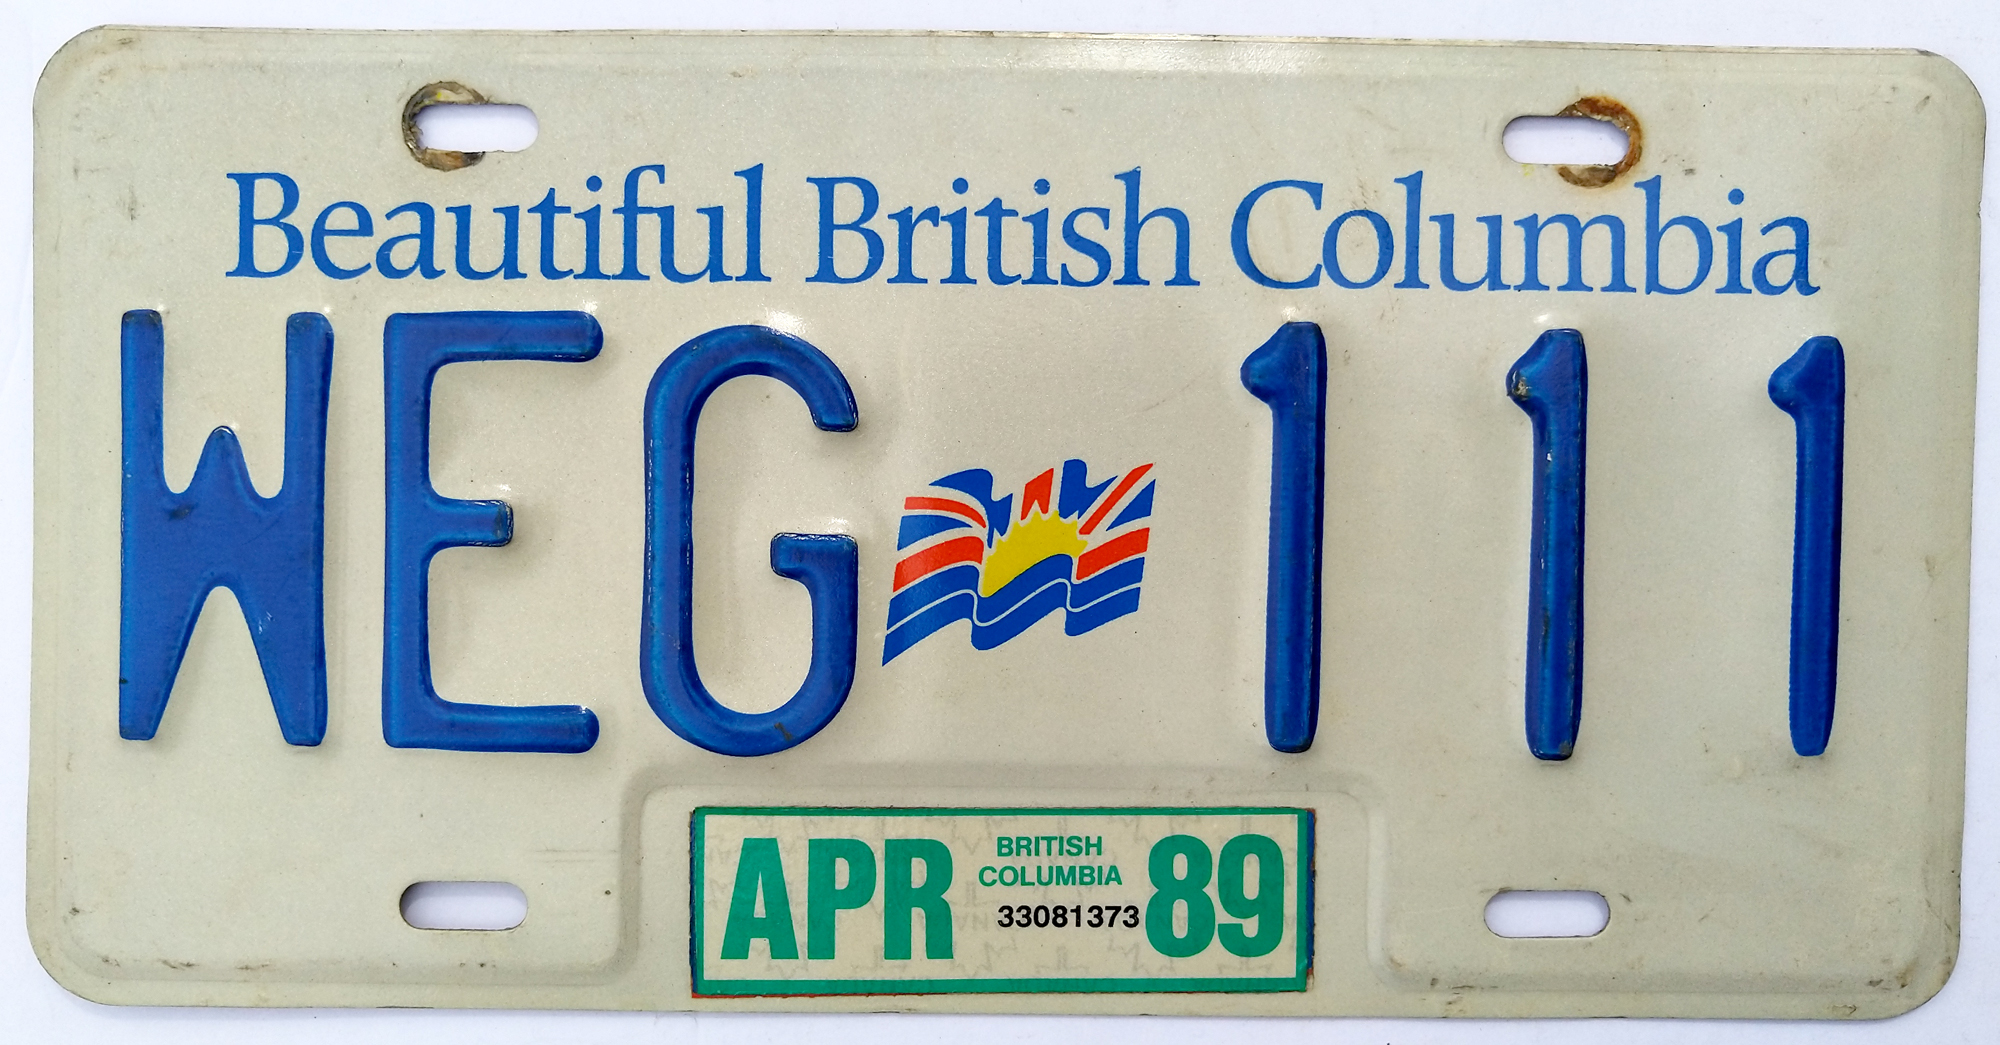 Beautiful British Columbia
WEG 111
APR BRITISH COLUMBIA 33081373 89